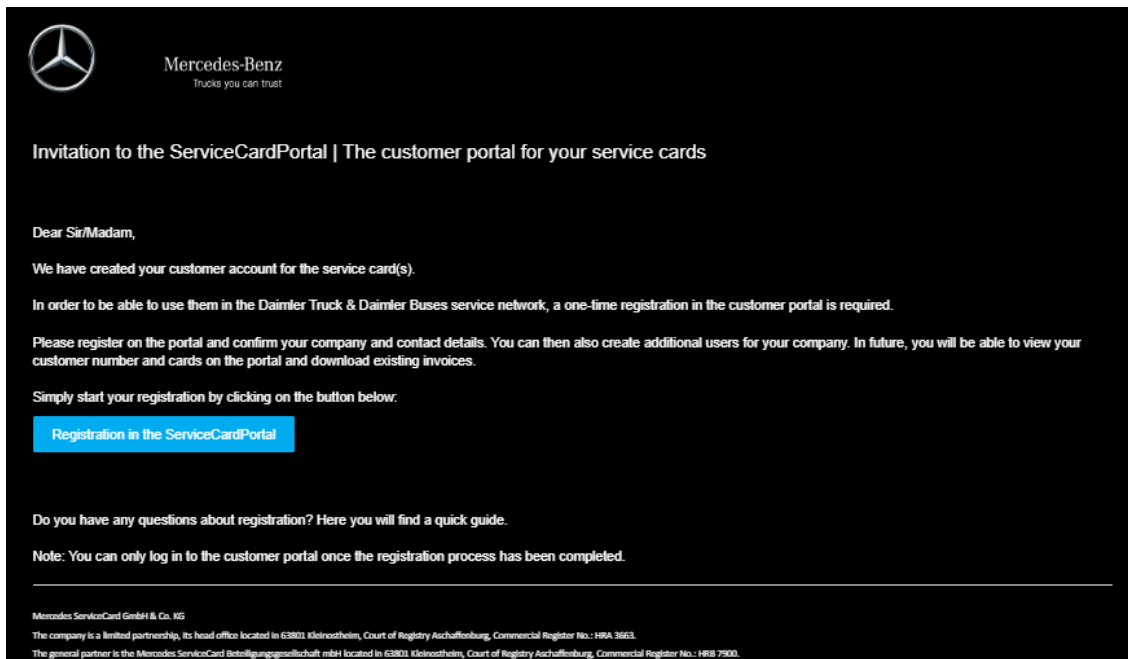 Mercedes-Benz
Trucks you can trust
Invitation to the ServiceCardPortal | The customer portal for your service cards
Dear Sir/Madam,
We have created your customer account for the service card(s).
In order to be able to use them in the Daimler Truck & Daimler Buses service network, a one-time registration in the customer portal is required.
Please register on the portal and confirm your company and contact details. You can then also create additional users for your company. In future, you will be able to view your
customer number and cards on the portal and download existing invoices.
Simply start your registration by clicking on the button below:
Registration in the ServiceCardPortal
Do you have any questions about registration? Here you will find a quick guide.
Note: You can only log in to the customer portal once the registration process has been completed.
Mercedes ServiceCard GmbH & Co. KG
The company is a limited partnership, its head office located in 63801 Kleinostheim, Court of Registry Aschaffenburg, Commercial Register No.: HRA 3663.
The general partner is the Mercedes ServiceCard Beteiligungsgesellschaft mbH located in 63801 Kleinostheim, Court of Registry Aschaffenburg, Commercial Register No.: HRB 7900.